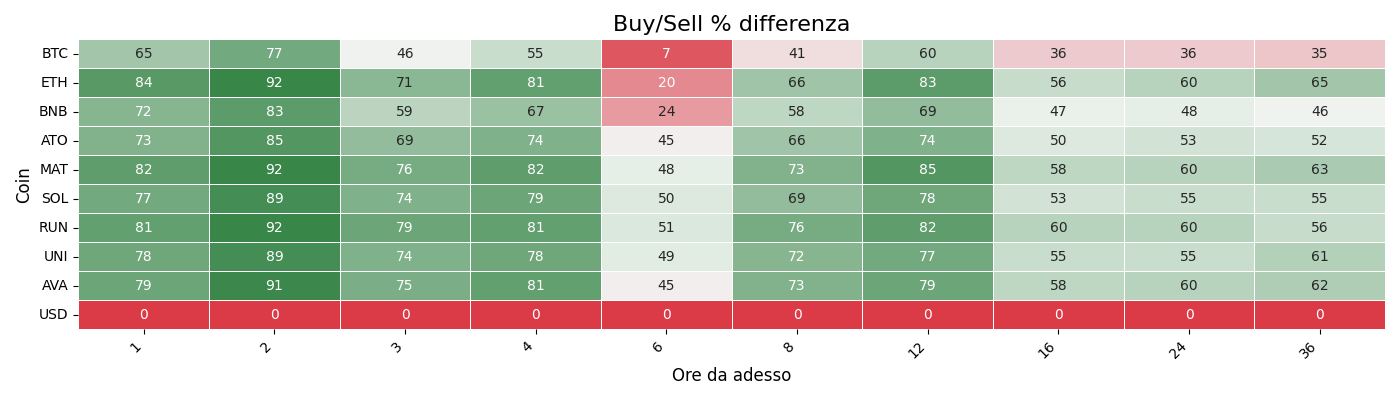 Buy/Sell % differenza
Coin
BTC 65 77 46 55 7 41 60 36 36 35
ETH 84 92 71 81 20 66 83 56 60 65
BNB 72 83 59 67 24 58 69 47 48 46
ATO 73 85 69 74 45 66 74 50 53 52
MAT 82 92 76 82 48 73 85 58 60 63
SOL 77 89 74 79 50 69 78 53 55 55
RUN 81 92 79 81 51 76 82 60 60 56
UNI 78 89 74 78 49 72 77 55 55 61
AVA 79 91 75 81 45 73 79 58 60 62
USD 0 0 0 0 0 0 0 0 0 0
1 2 3 4 6 8 12 16 24 36
Ore da adesso